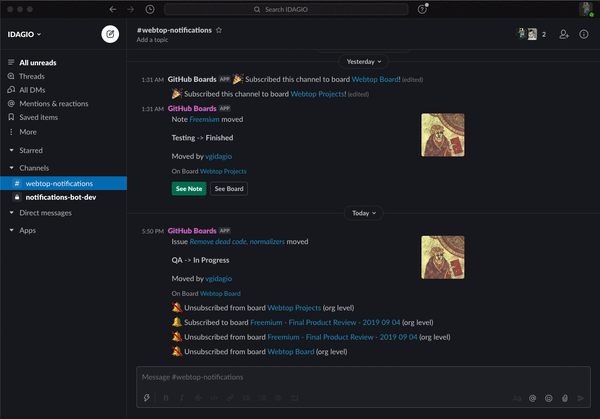 Search IDAGIO
IDAGIO
All unreads
Threads
All DMs
Mentions & reactions
Saved items
More
Starred
Channels
# webtop-notifications
notifications-bot-dev
Direct messages
Apps
#webtop-notifications
Add a topic
2
Yesterday
1:31 AM GitHub Boards APP Subscribed this channel to board Webtop Board! (edited)
Subscribed this channel to board Webtop Projects! (edited)
1:31 AM GitHub Boards APP
Note Freemium moved
Testing -> Finished
Moved by vgidagio
On Board Webtop Projects
See Note See Board
Today
5:50 PM GitHub Boards APP
Issue Remove dead code, normalizers moved
QA -> In Progress
Moved by vgidagio
On Board Webtop Board
Unsubscribed from board Webtop Projects (org level)
Subscribed to board Freemium - Final Product Review - 2019 09 04 (org level)
Unsubscribed from board Freemium - Final Product Review - 2019 09 04 (org level)
Unsubscribed from board Webtop Board (org level)
Message #webtop-notifications
B I S Aa @